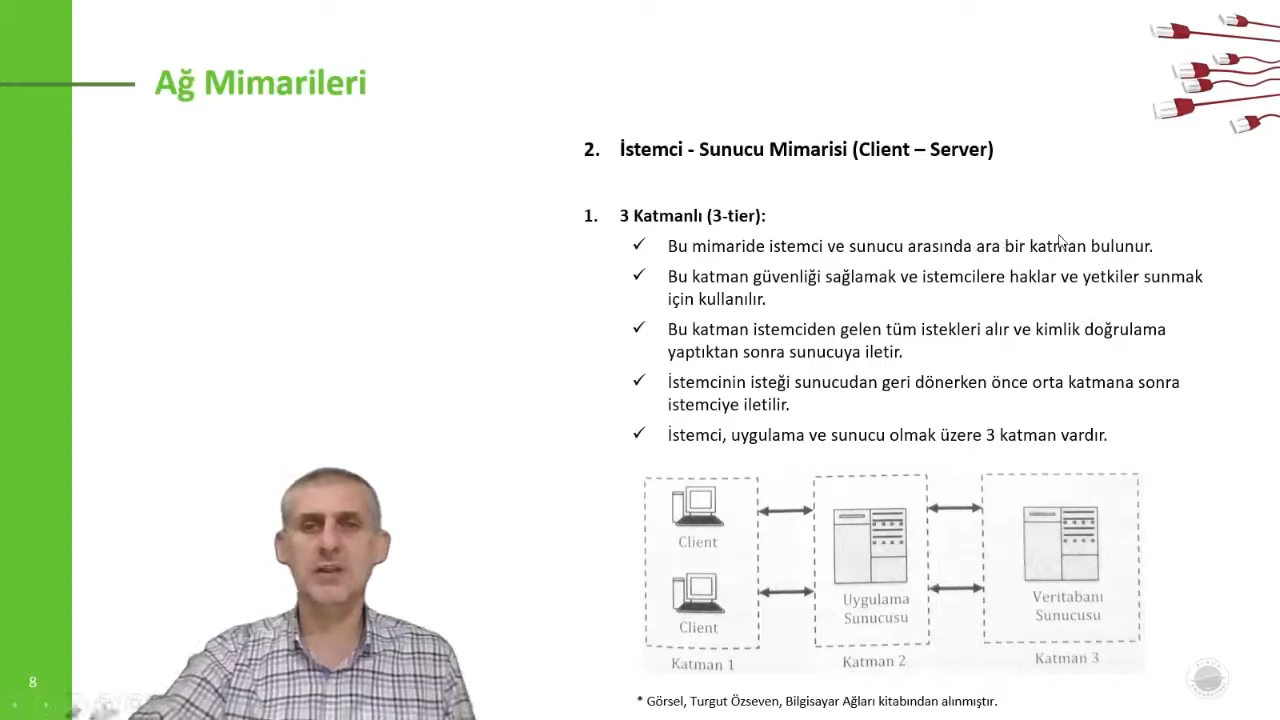 Ağ Mimarileri
2. İstemci - Sunucu Mimarisi (Client – Server)
1. 3 Katmanlı (3-tier):
✓ Bu mimaride istemci ve sunucu arasında ara bir katman bulunur.
✓ Bu katman güvenliği sağlamak ve istemcilere haklar ve yetkiler sunmak
için kullanılır.
✓ Bu katman istemciden gelen tüm istekleri alır ve kimlik doğrulama
yaptıktan sonra sunucuya iletir.
✓ İstemcinin isteği sunucudan geri dönerken önce orta katmana sonra
istemciye iletilir.
✓ İstemci, uygulama ve sunucu olmak üzere 3 katman vardır.
Client
Client
Katman 1
Uygulama
Sunucusu
Katman 2
Veritabanı
Sunucusu
Katman 3
* Görsel, Turgut Özseven, Bilgisayar Ağları kitabından alınmıştır.
8